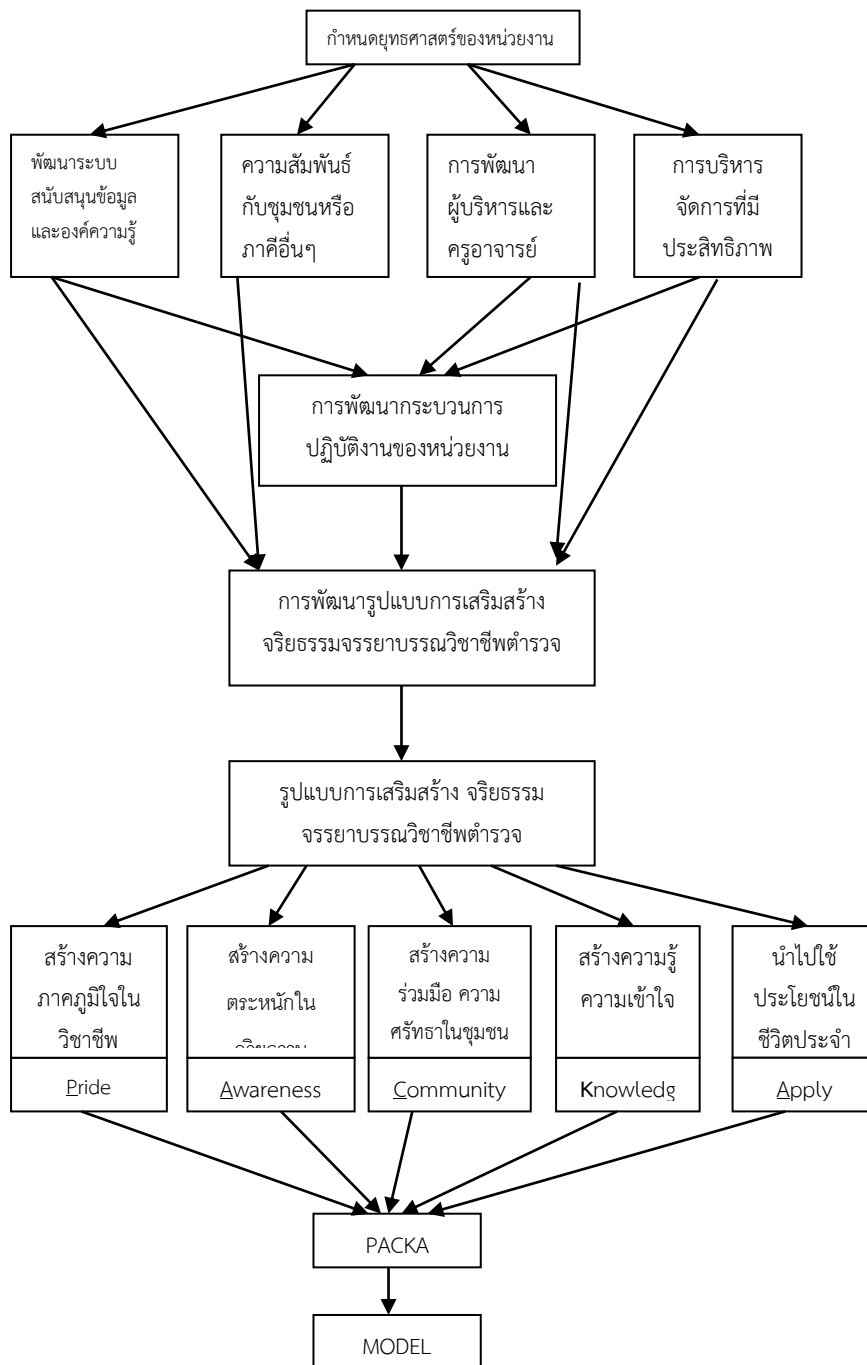 กำหนดยุทธศาสตร์ของหน่วยงาน
พัฒนาระบบ
สนับสนุนข้อมูล
และองค์ความรู้
ความสัมพันธ์
กับชุมชนหรือ
ภาคีอื่นๆ
การพัฒนา
ผู้บริหารและ
ครูอาจารย์
การบริหาร
จัดการที่มี
ประสิทธิภาพ
การพัฒนากระบวนการ
ปฏิบัติงานของหน่วยงาน
การพัฒนารูปแบบการเสริมสร้าง
จริยธรรมจรรยาบรรณวิชาชีพตำรวจ
รูปแบบการเสริมสร้าง จริยธรรม
จรรยาบรรณวิชาชีพตำรวจ
สร้างความ
ภาคภูมิใจใน
วิชาชีพ
Pride
สร้างความ
ตระหนักใน
Awareness
สร้างความ
ร่วมมือ ความ
ศรัทธาในชุมชน
Community
สร้างความรู้
ความเข้าใจ
Knowledg
นำไปใช้
ประโยชน์ใน
ชีวิตประจำ
Apply
PACKA
MODEL